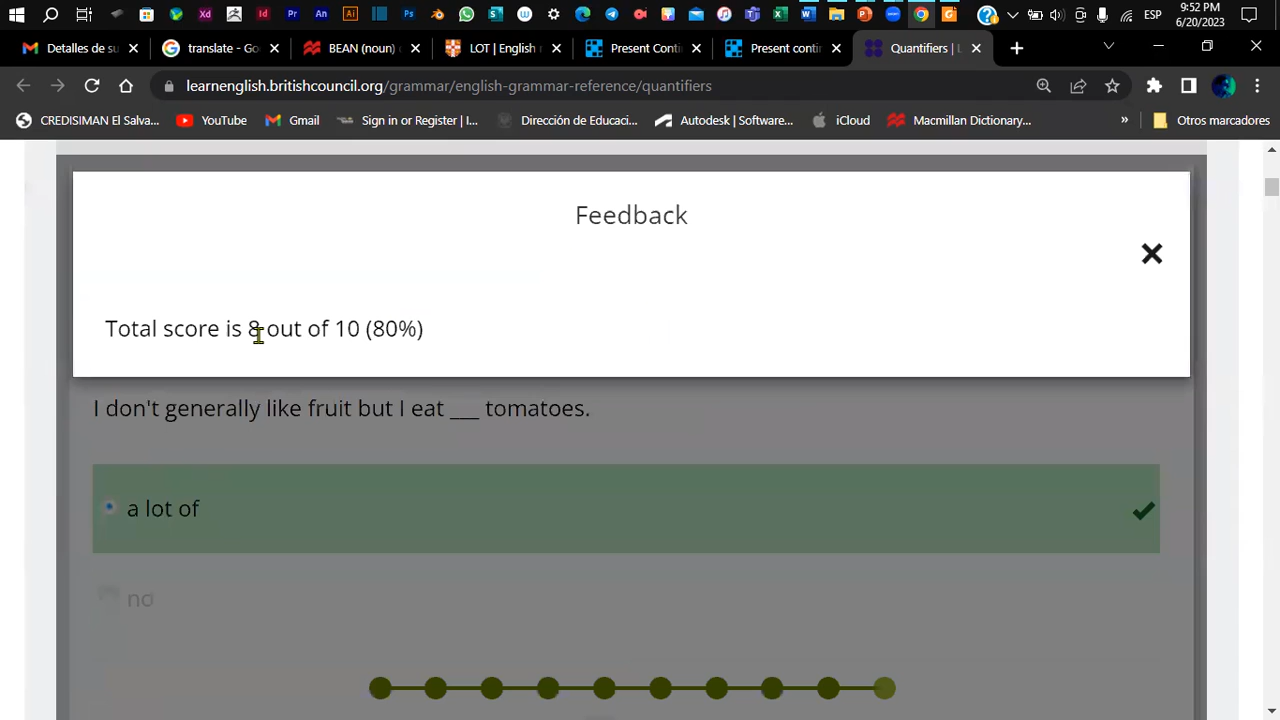 9:52 PM
ESP
6/20/2023
Detalles de su
translate - Go
BEAN (noun)
LOT | English
Present Conti
Present contin
Quantifiers | L
learnenglish.britishcouncil.org/grammar/english-grammar-reference/quantifiers
CREDISIMAN El Salva...
YouTube
Gmail
Sign in or Register | I...
Dirección de Educaci...
Autodesk | Software...
iCloud
Macmillan Dictionary...
»
Otros marcadores
Feedback
Total score is 8 out of 10 (80%)
I don't generally like fruit but I eat ___ tomatoes.
a lot of
no